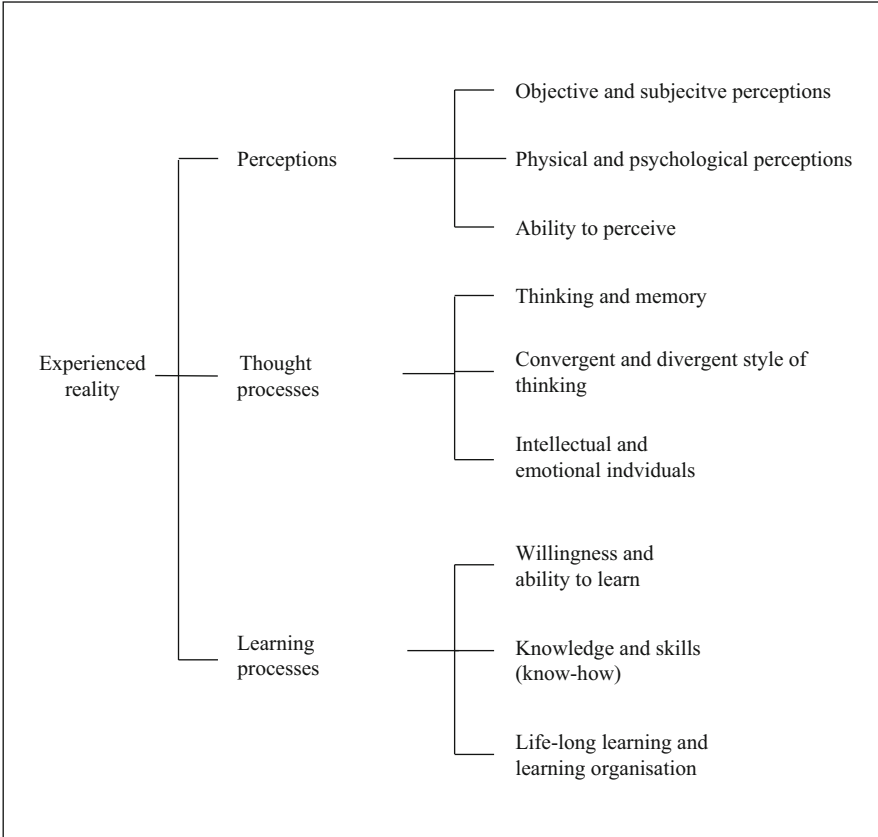 Objective and subjecitve perceptions
Perceptions
Physical and psychological perceptions
Ability to perceive
Thinking and memory
Experienced
reality
Thought
processes
Convergent and divergent style of
thinking
Intellectual and
emotional indviduals
Willingness and
ability to learn
Learning
processes
Knowledge and skills
(know-how)
Life-long learning and
learning organisation